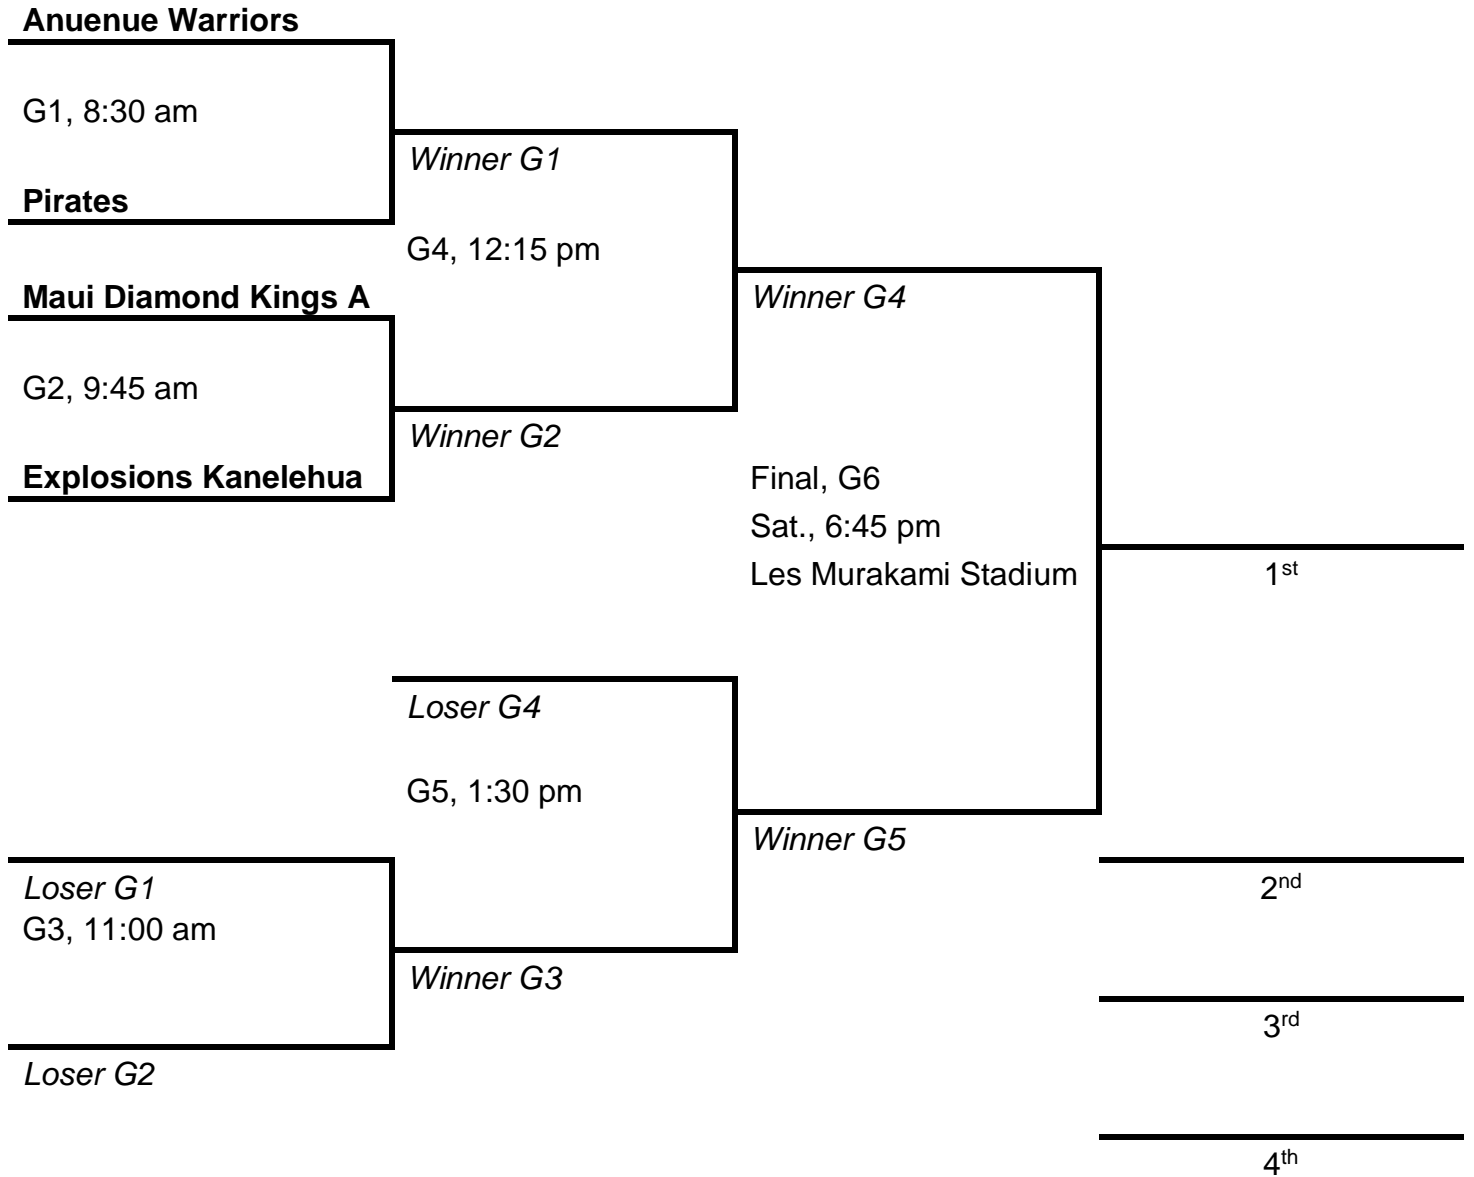 Anuenue Warriors
G1, 8:30 am
Winner G1
Pirates
G4, 12:15 pm
Maui Diamond Kings A
Winner G4
G2, 9:45 am
Winner G2
Explosions Kanelehua
Final, G6
Sat., 6:45 pm
Les Murakami Stadium
1st
Loser G4
G5, 1:30 pm
Winner G5
Loser G1
2nd
G3, 11:00 am
Winner G3
3rd
Loser G2
4th